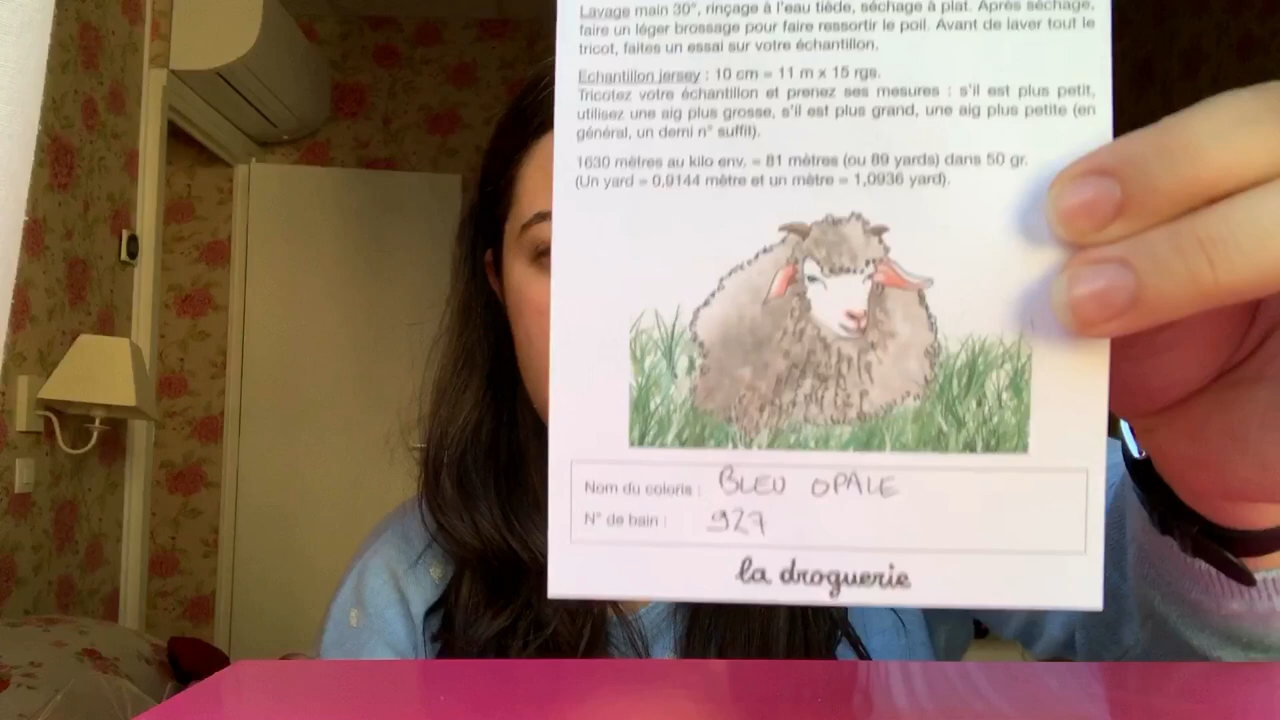 Lavage main 30°, rinçage à l'eau tiède, séchage à plat. Après séchage,
faire un léger brossage pour faire ressortir le poil. Avant de laver tout le
tricot, faites un essai sur votre échantillon.
Echantillon jersey : 10 cm = 11 m x 15 rgs.
Tricotez votre échantillon et prenez ses mesures : s'il est plus petit,
utilisez une aig plus grosse, s'il est plus grand, une aig plus petite (en
général, un demi n° suffit).
1630 mètres au kilo env. = 81 mètres (ou 89 yards) dans 50 gr.
(Un yard = 0,9144 mètre et un mètre = 1,0936 yard).
Nom du coloris : BLEU OPALE
N° de bain : 927
la droguerie